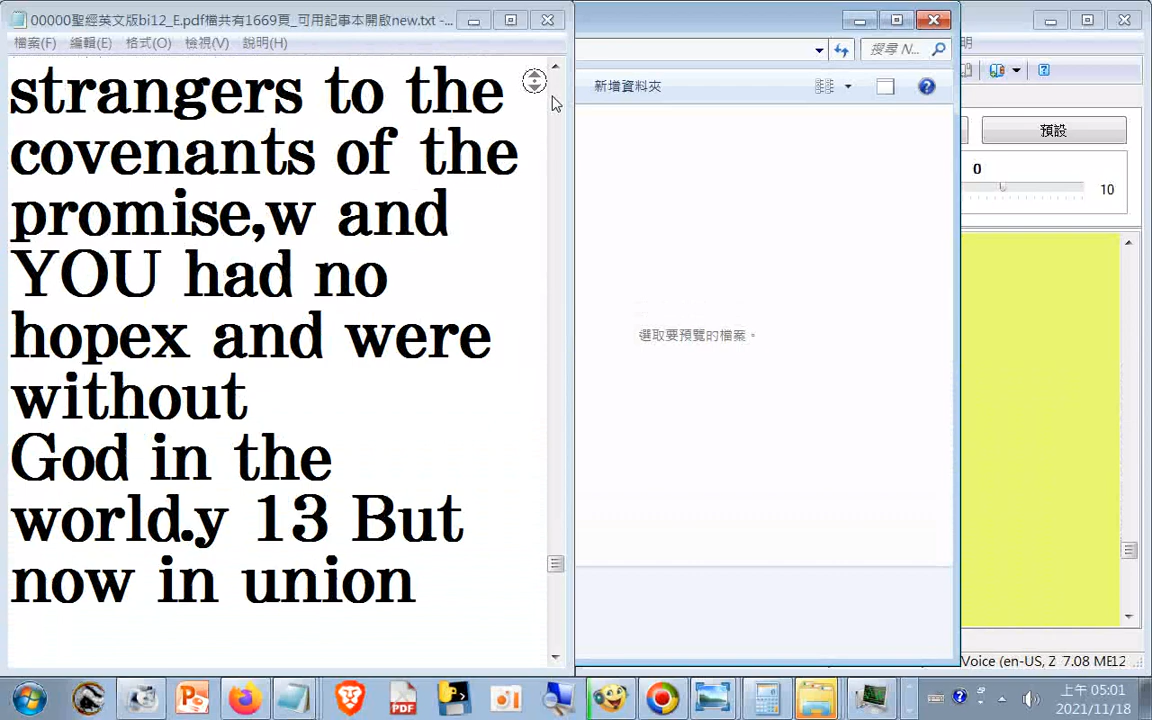 00000聖經英文版bi12_E.pdf檔共有1669頁_可用記事本開啟new.txt -...
檔案(F) 編輯(E) 格式(O) 檢視(V) 說明(H)
strangers to the
covenants of the
promise,w and
YOU had no
hopex and were
without
God in the
world.y 13 But
now in union
搜尋 N...
新增資料夾
選取要預覽的檔案。
明
預設
0
10
Voice (en-US, Z 7.08 ME12
PDF
上午 05:01
2021/11/18